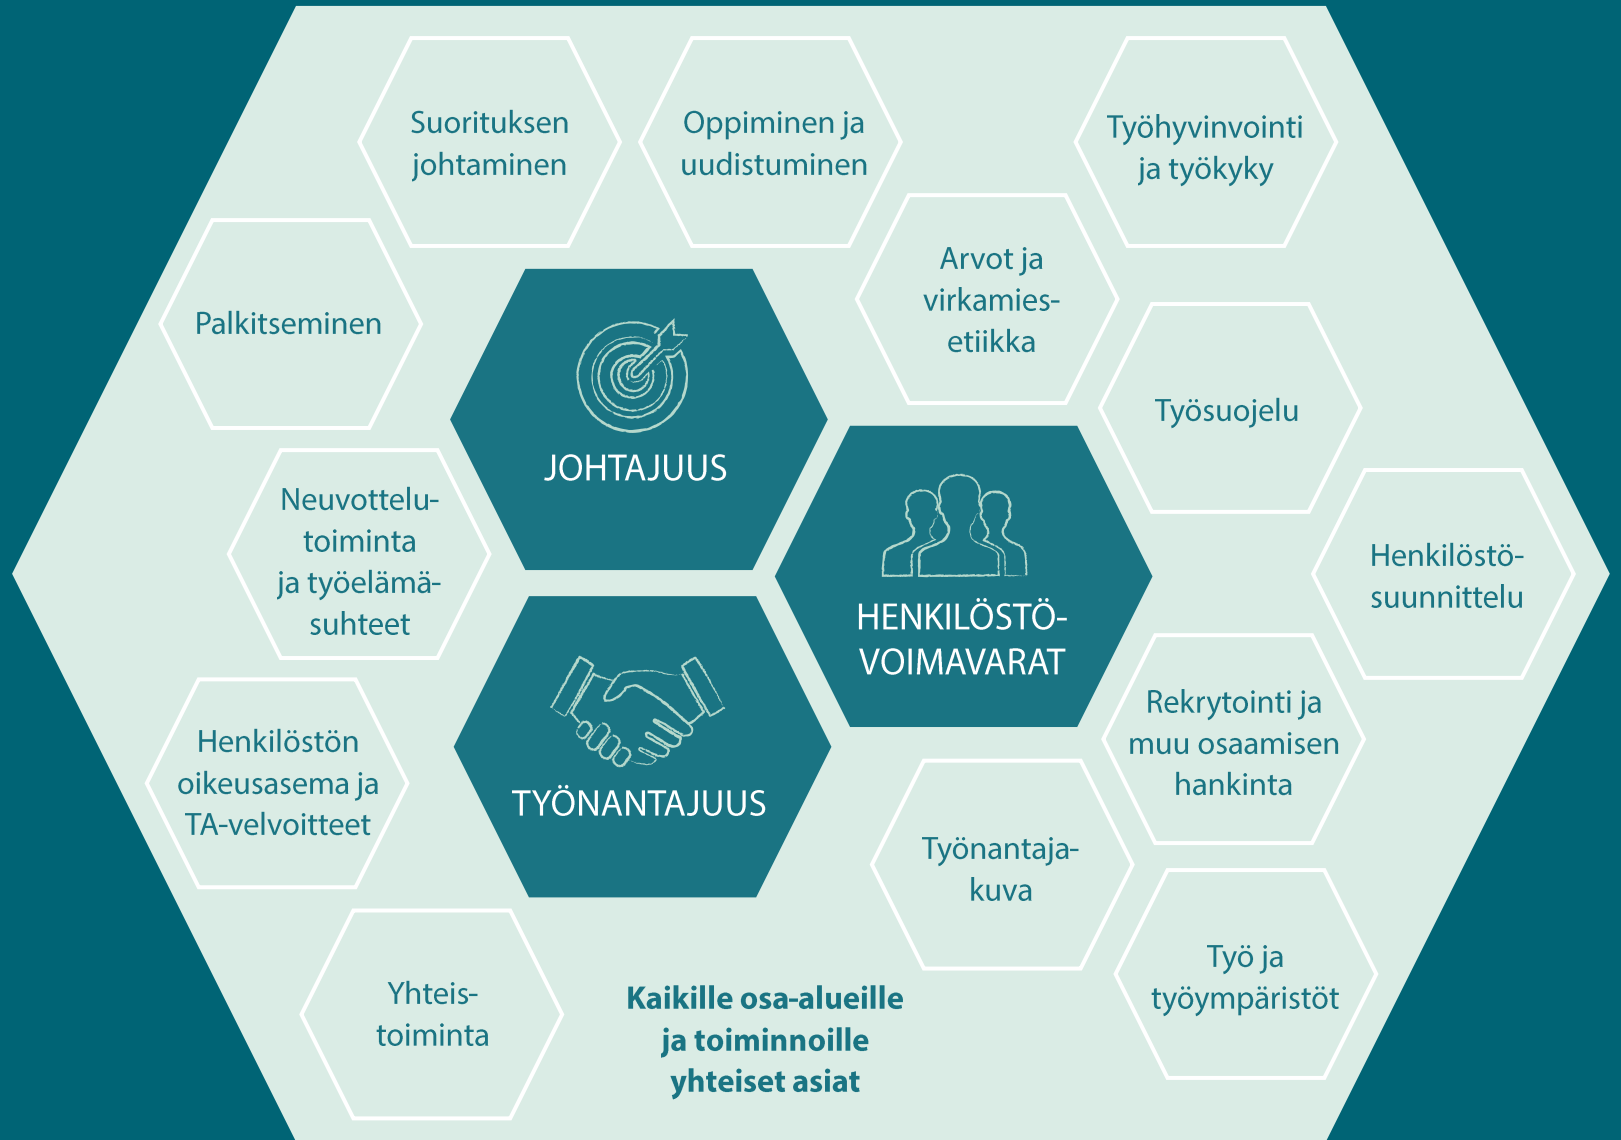 Suorituksen
johtaminen
Oppiminen ja
uudistuminen
Työhyvinvointi
ja työkyky
Arvot ja
virkamies-
etiikka
Palkitseminen
Työsuojelu
JOHTAJUUS
Neuvottelu-
toiminta
ja työelämä-
suhteet
HENKILÖSTÖ-
VOIMAVARAT
Henkilöstö-
suunnittelu
Rekrytointi ja
muu osaamisen
hankinta
Henkilöstön
oikeusasema ja
TA-velvoitteet
TYÖNANTAJUUS
Työnantaja-
kuva
Työ ja
työympäristöt
Yhteis-
toiminta
Kaikille osa-alueille
ja toiminnoille
yhteiset asiat